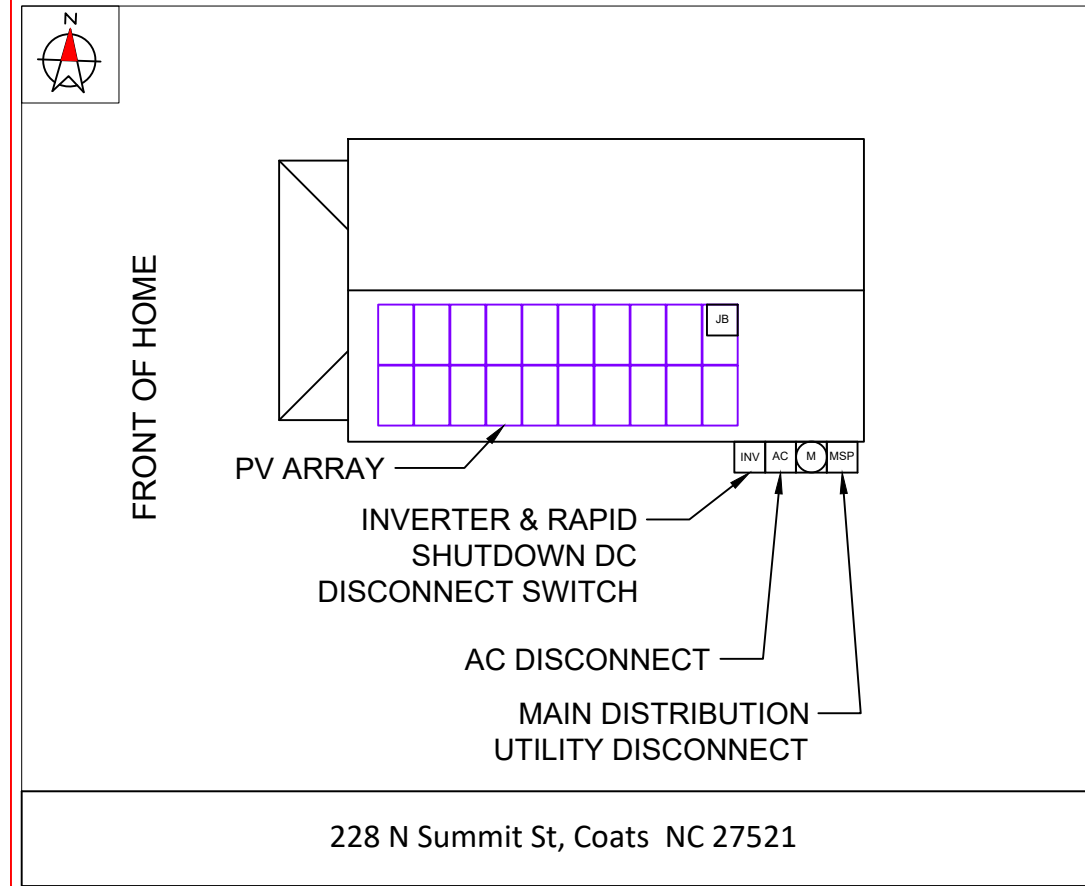 N
FRONT OF HOME
JB
INV
AC
M
MSP
PV ARRAY
INVERTER & RAPID
SHUTDOWN DC
DISCONNECT SWITCH
AC DISCONNECT
MAIN DISTRIBUTION
UTILITY DISCONNECT
228 N Summit St, Coats  NC 27521